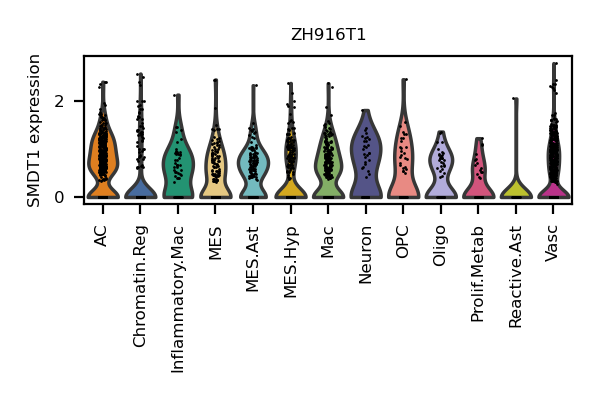 ZH916T1
SMDT1 expression
2
0
AC
Chromatin.Reg
Inflammatory.Mac
MES
MES.Ast
MES.Hyp
Mac
Neuron
OPC
Oligo
Prolif.Metab
Reactive.Ast
Vasc